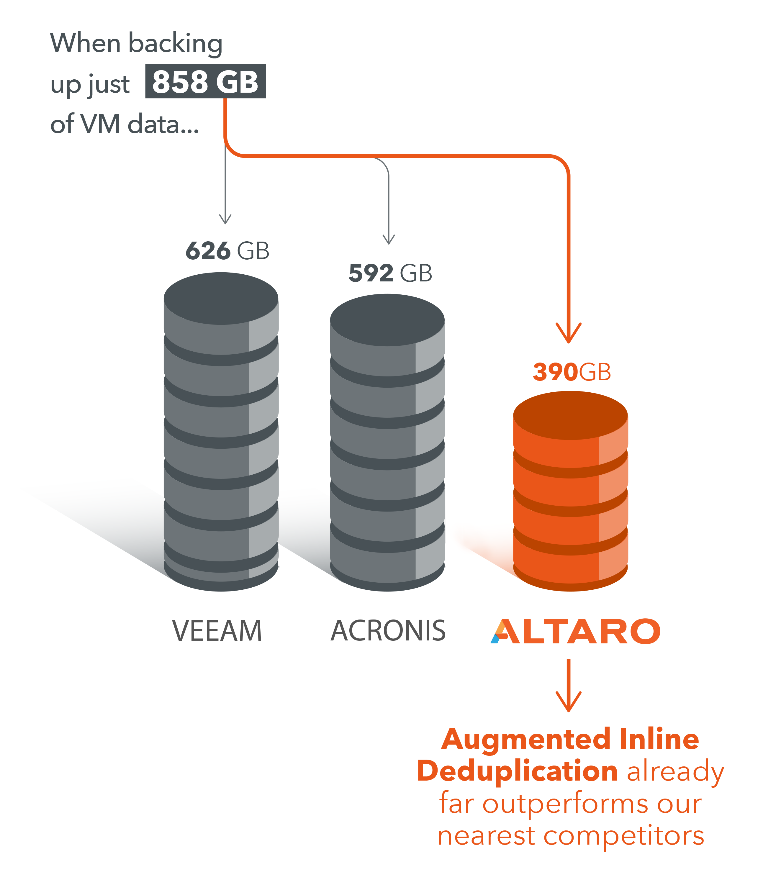 When backing
up just 858 GB
of VM data...
626 GB
592 GB
390GB
VEEAM
ACRONIS
ALTARO
Augmented Inline
Deduplication already
far outperforms our
nearest competitors